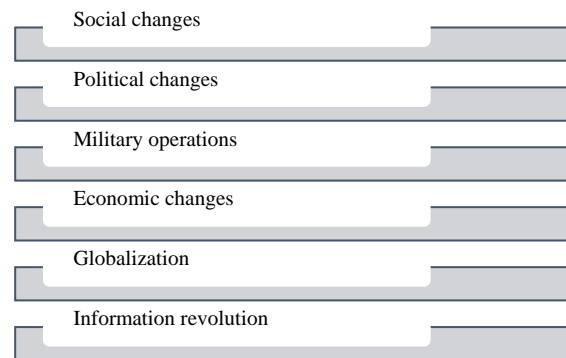 Social changes
Political changes
Military operations
Economic changes
Globalization
Information revolution